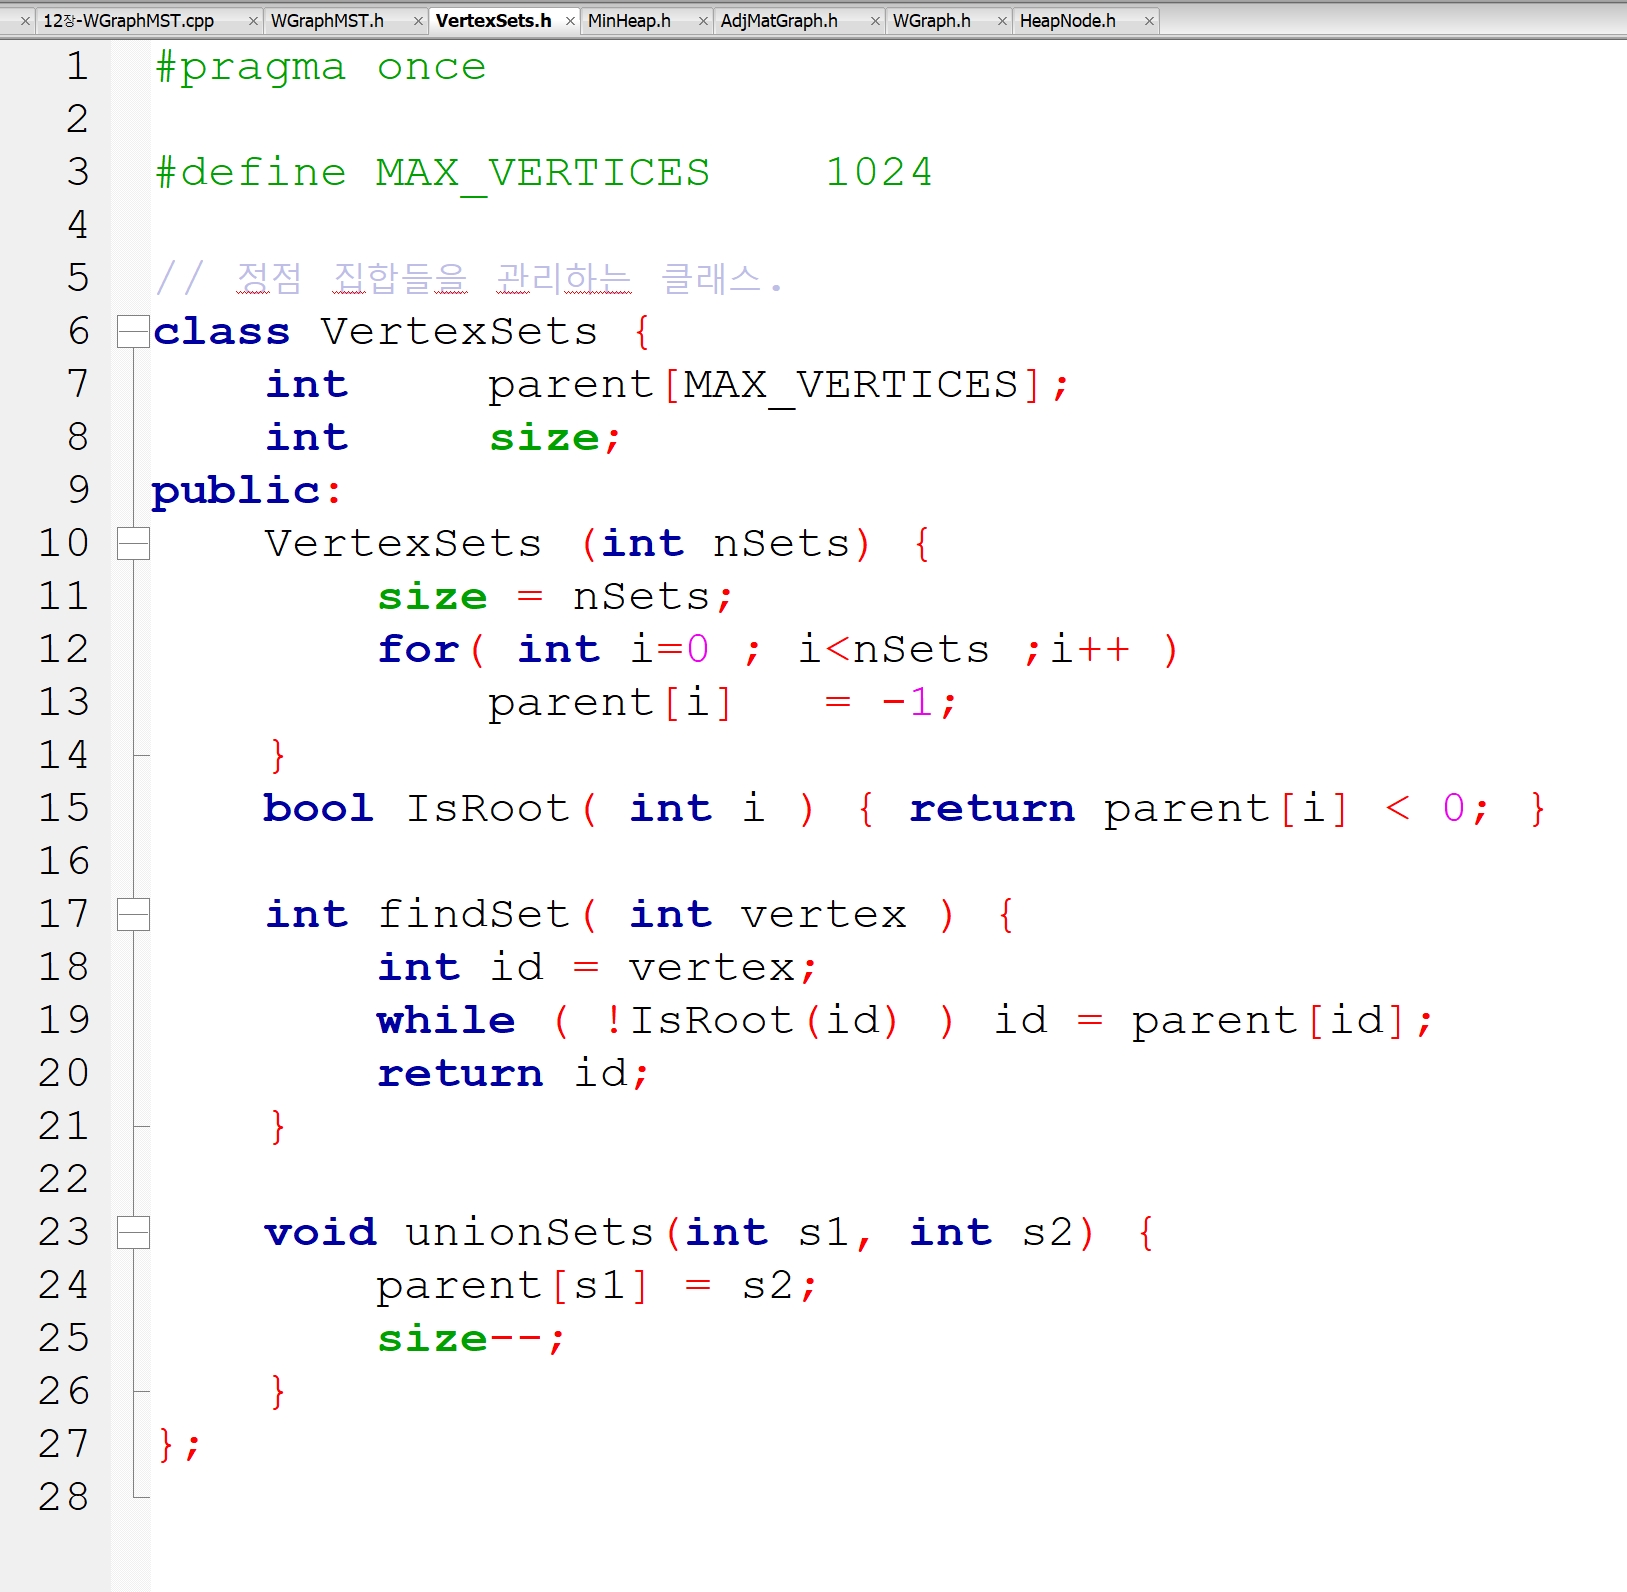 12장-WGraphMST.cpp WGraphMST.h VertexSets.h MinHeap.h AdjMatGraph.h WGraph.h HeapNode.h
1 #pragma once
2
3 #define MAX_VERTICES 1024
4
5 // 정점 집합들을 관리하는 클래스.
6 class VertexSets {
7 int parent[MAX_VERTICES];
8 int size;
9 public:
10 VertexSets (int nSets) {
11 size = nSets;
12 for( int i=0 ; i<nSets ;i++ )
13 parent[i] = -1;
14 }
15 bool IsRoot( int i ) { return parent[i] < 0; }
16
17 int findSet( int vertex ) {
18 int id = vertex;
19 while ( !IsRoot(id) ) id = parent[id];
20 return id;
21 }
22
23 void unionSets(int s1, int s2) {
24 parent[s1] = s2;
25 size--;
26 }
27 };
28